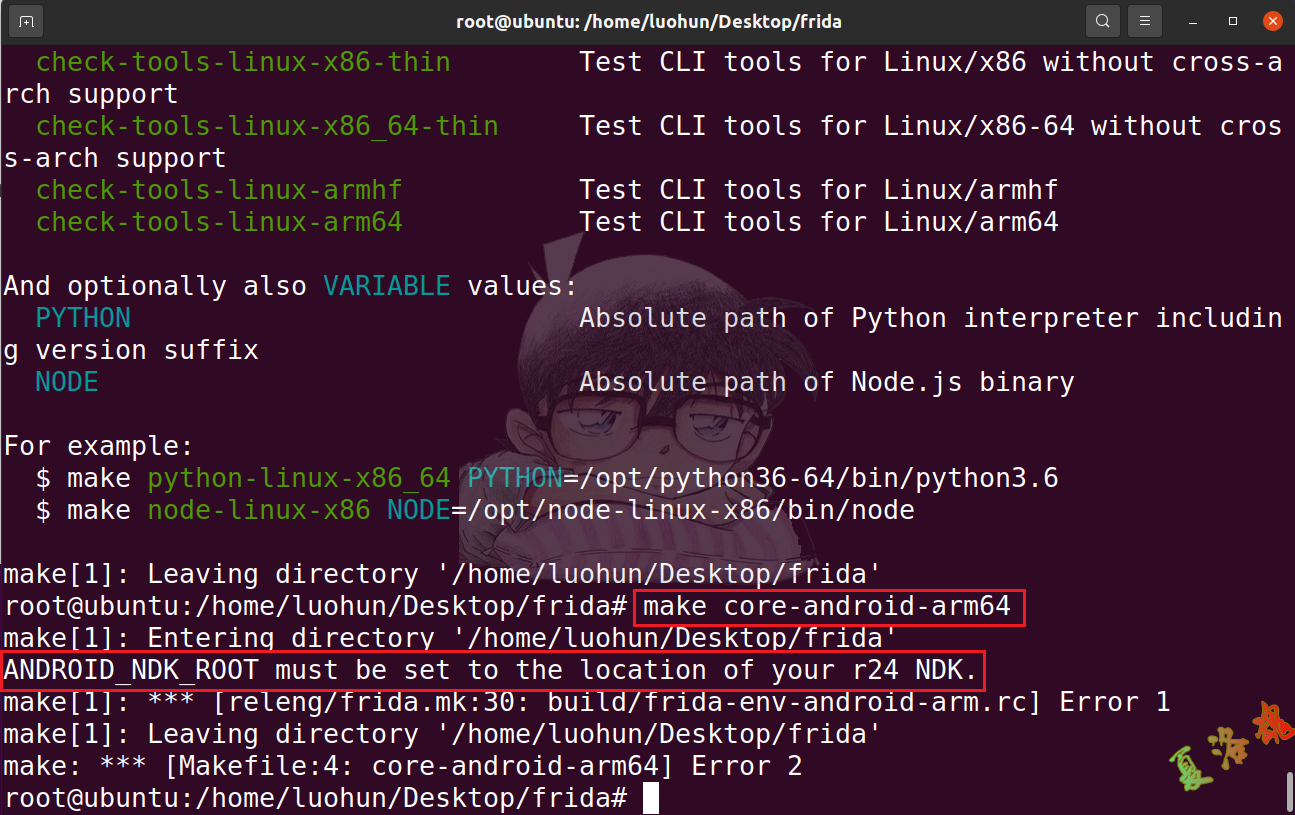 root@ubuntu: /home/luohun/Desktop/frida
check-tools-linux-x86-thin Test CLI tools for Linux/x86 without cross-a
rch support
check-tools-linux-x86_64-thin Test CLI tools for Linux/x86-64 without cros
s-arch support
check-tools-linux-armhf Test CLI tools for Linux/armhf
check-tools-linux-arm64 Test CLI tools for Linux/arm64
And optionally also VARIABLE values:
PYTHON Absolute path of Python interpreter includin
g version suffix
NODE Absolute path of Node.js binary
For example:
$ make python-linux-x86_64 PYTHON=/opt/python36-64/bin/python3.6
$ make node-linux-x86 NODE=/opt/node-linux-x86/bin/node
make[1]: Leaving directory '/home/luohun/Desktop/frida'
root@ubuntu:/home/luohun/Desktop/frida# make core-android-arm64
make[1]: Entering directory '/home/luohun/Desktop/frida'
ANDROID_NDK_ROOT must be set to the location of your r24 NDK.
make[1]: *** [releng/frida.mk:30: build/frida-env-android-arm.rc] Error 1
make[1]: Leaving directory '/home/luohun/Desktop/frida'
make: *** [Makefile:4: core-android-arm64] Error 2
root@ubuntu:/home/luohun/Desktop/frida#
夏洛魂